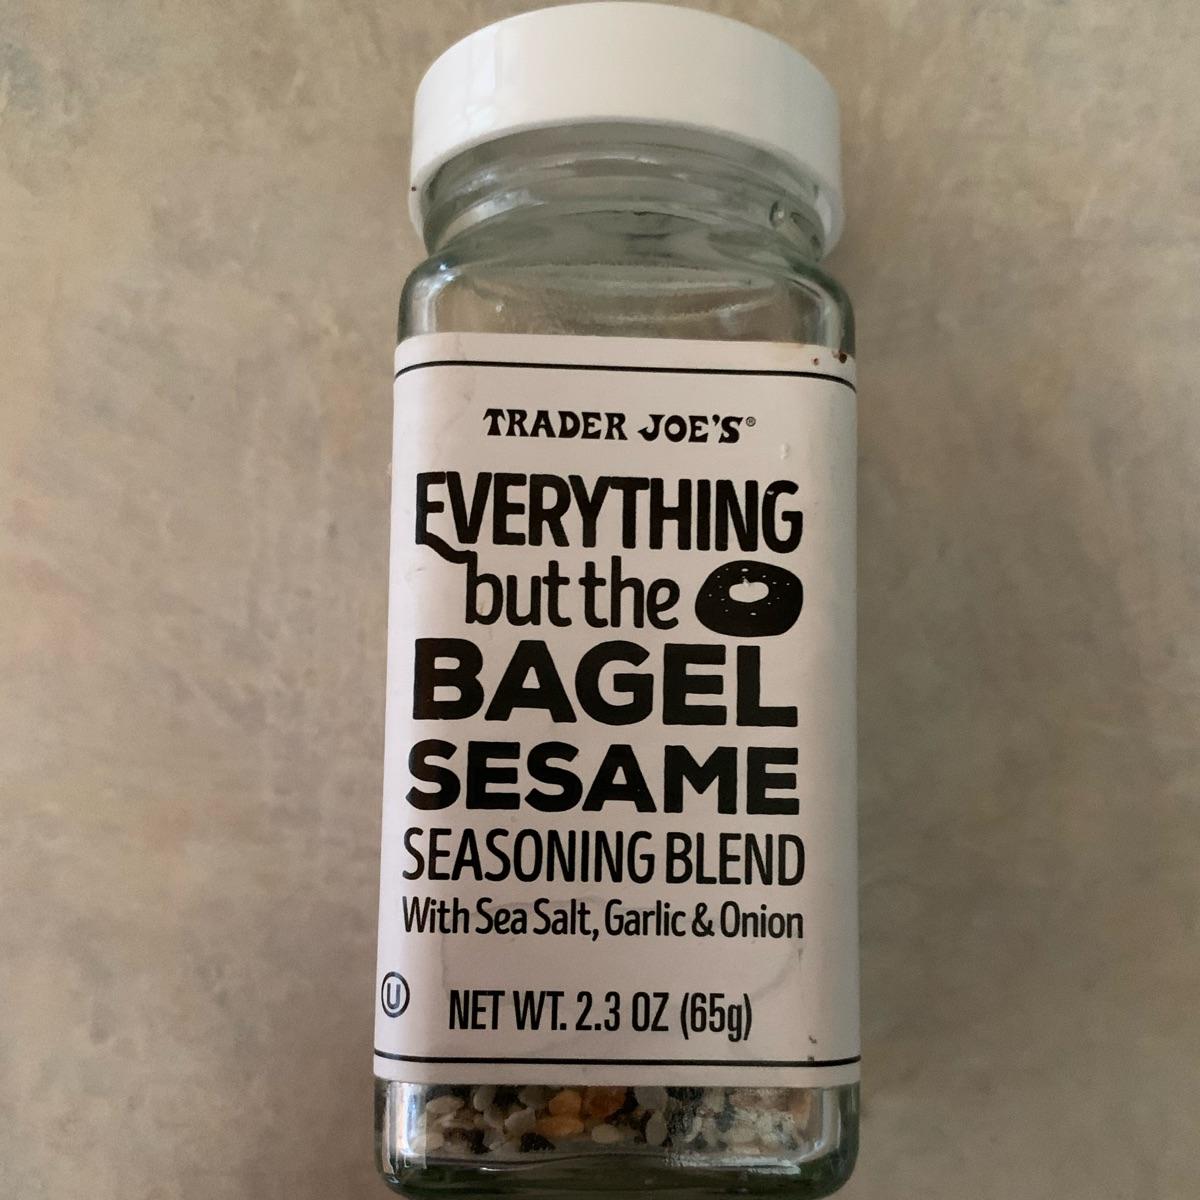 TRADER JOE'S®
EVERYTHING
but the
BAGEL
SESAME
SEASONING BLEND
With Sea Salt, Garlic & Onion
U
NET WT. 2.3 OZ (65g)